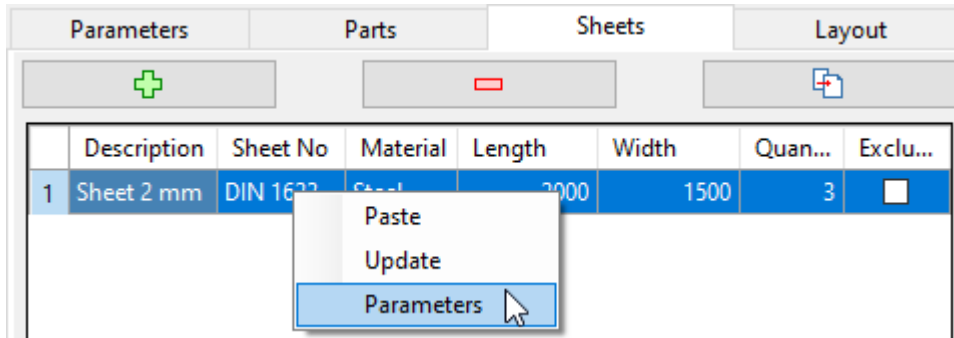 Parameters Parts Sheets Layout
Description Sheet No Material Length Width Quan... Exclu...
1 Sheet 2 mm DIN 1500 3
Paste
Update
Parameters